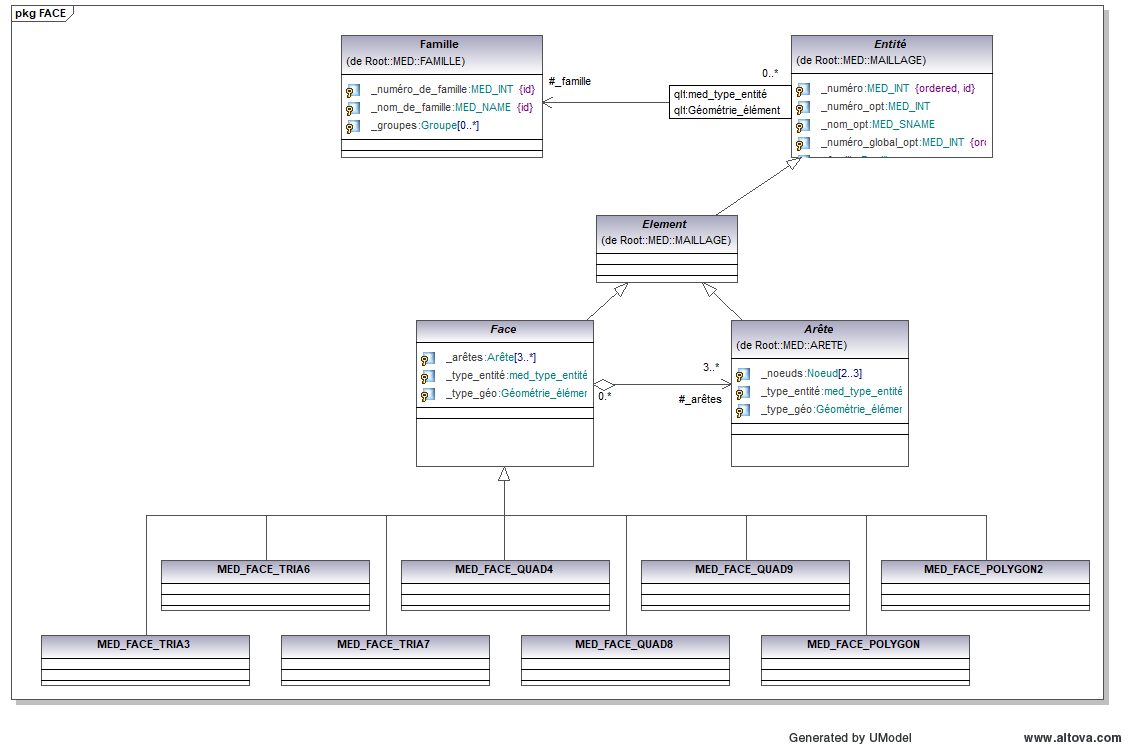 pkg FACE
Famille
(de Root::MED::FAMILLE)
_numéro_de_famille:MED_INT {id}
_nom_de_famille:MED_NAME {id}
_groupes:Groupe[0..*]
#_famille
0..*
qlf:med_type_entité
qlf:Géométrie_élément
Entité
(de Root::MED::MAILLAGE)
_numéro:MED_INT {ordered, id}
_numéro_opt:MED_INT
_nom_opt:MED_SNAME
_numéro_global_opt:MED_INT {or
Element
(de Root::MED::MAILLAGE)
Face
_arêtes:Arête[3..*]
_type_entité:med_type_entité
_type_géo:Géométrie_élémer
0.*
3..*
#_arêtes
Arête
(de Root::MED::ARETE)
_noeuds:Noeud[2..3]
_type_entité:med_type_entité
_type_géo:Géométrie_élémer
MED_FACE_TRIA6
MED_FACE_QUAD4
MED_FACE_QUAD9
MED_FACE_POLYGON2
MED_FACE_TRIA3
MED_FACE_TRIA7
MED_FACE_QUAD8
MED_FACE_POLYGON
Generated by UModel
www.altova.com